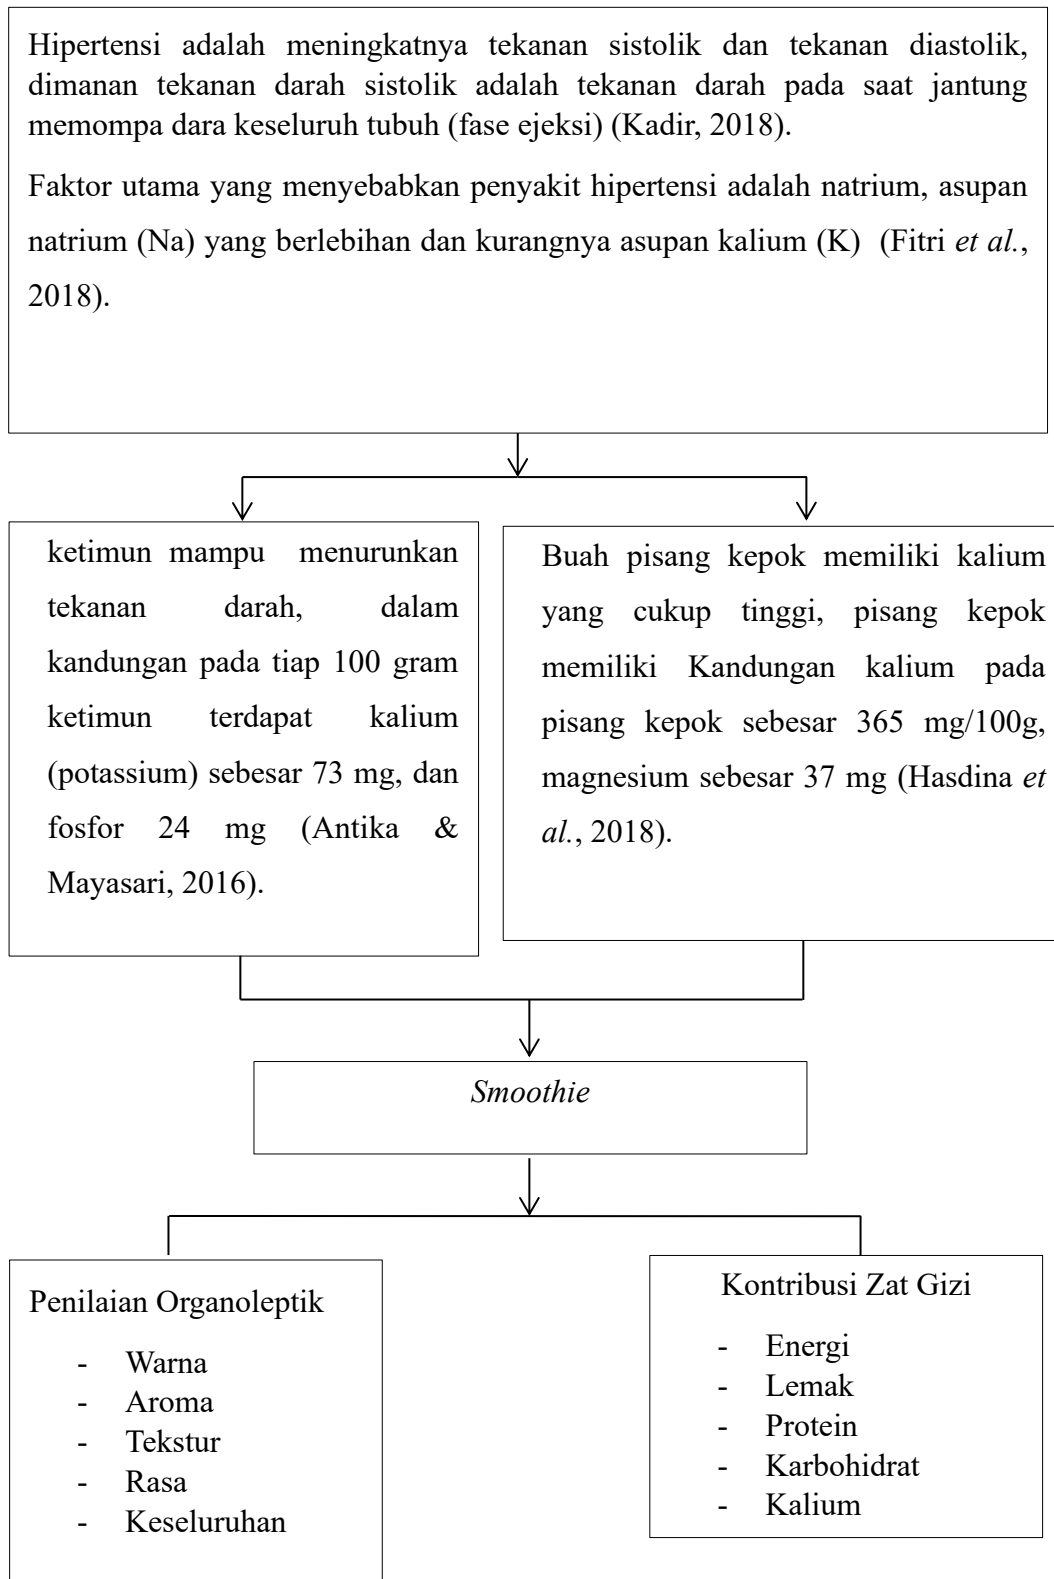 Hipertensi adalah meningkatnya tekanan sistolik dan tekanan diastolik,
dimanan tekanan darah sistolik adalah tekanan darah pada saat jantung
memompa dara keseluruh tubuh (fase ejeksi) (Kadir, 2018).
Faktor utama yang menyebabkan penyakit hipertensi adalah natrium, asupan
natrium (Na) yang berlebihan dan kurangnya asupan kalium (K) (Fitri et al.,
2018).
ketimun mampu menurunkan
tekanan darah, dalam
kandungan pada tiap 100 gram
ketimun terdapat kalium
(potassium) sebesar 73 mg, dan
fosfor 24 mg (Antika &
Mayasari, 2016).
Buah pisang kepok memiliki kalium
yang cukup tinggi, pisang kepok
memiliki Kandungan kalium pada
pisang kepok sebesar 365 mg/100g,
magnesium sebesar 37 mg (Hasdina et
al., 2018).
Smoothie
Penilaian Organoleptik
- Warna
- Aroma
- Tekstur
- Rasa
- Keseluruhan
Kontribusi Zat Gizi
- Energi
- Lemak
- Protein
- Karbohidrat
- Kalium